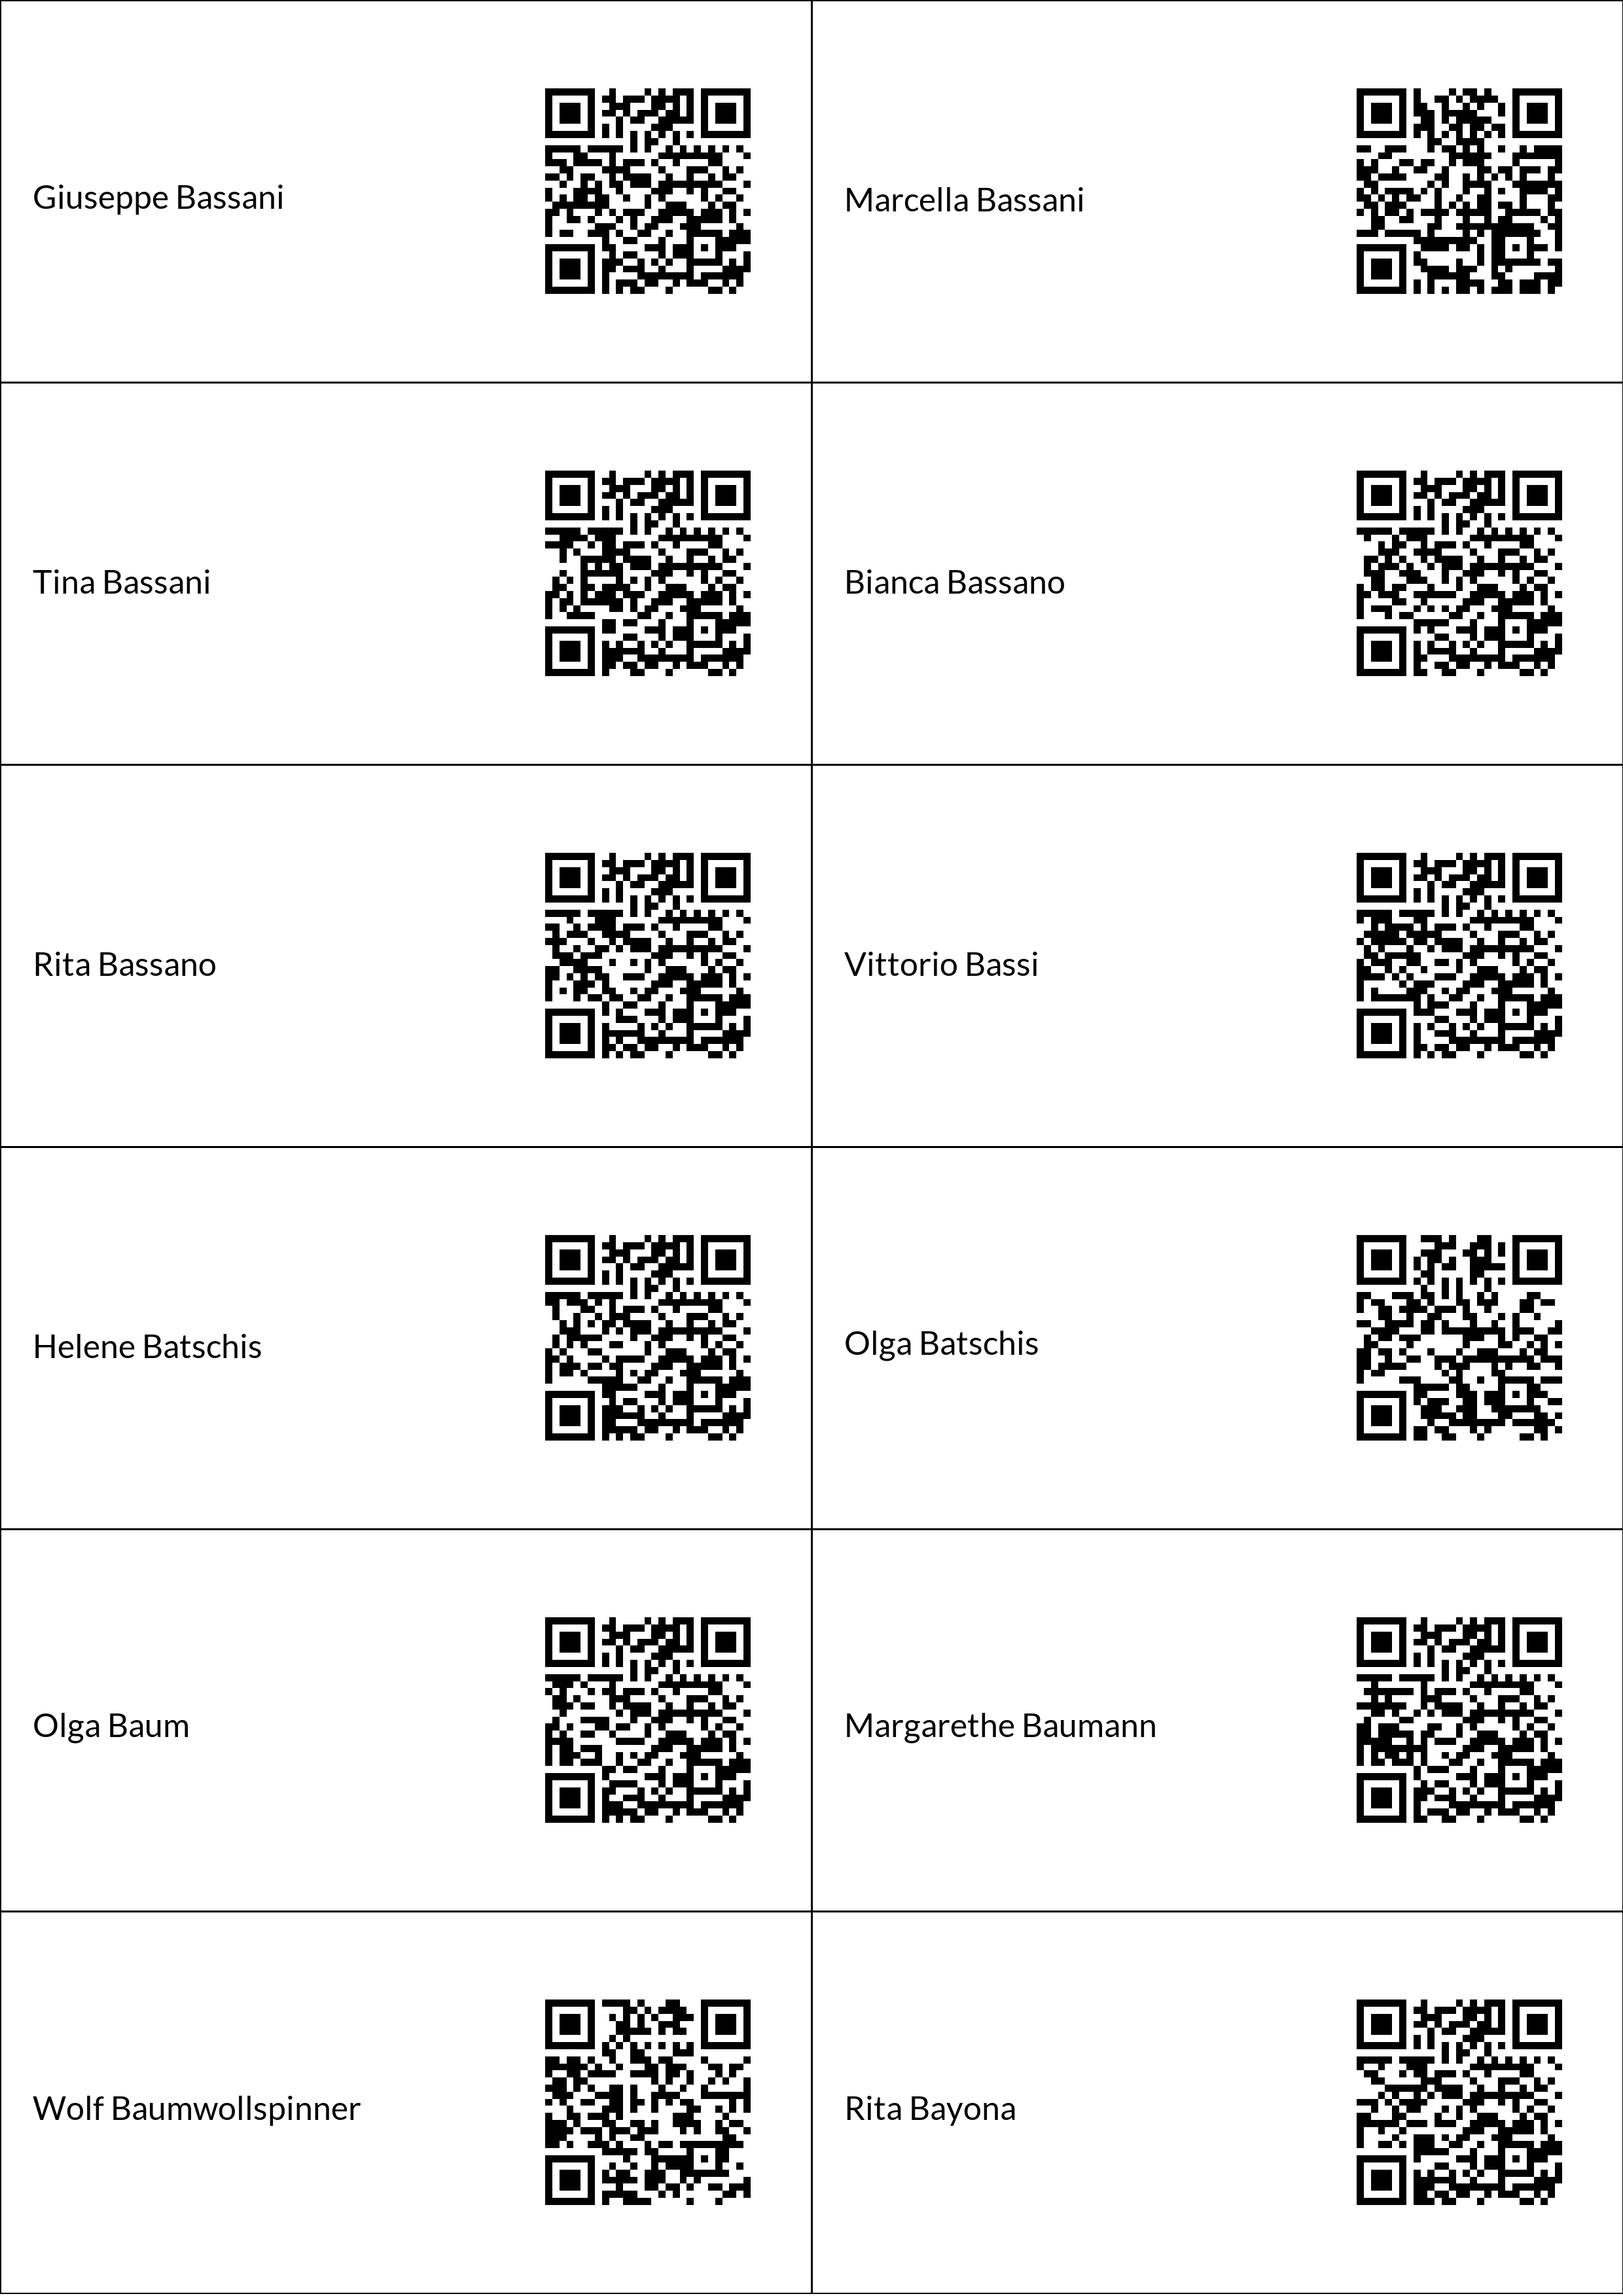 Giuseppe Bassani
Marcella Bassani
Tina Bassani
Bianca Bassano
Rita Bassano
Vittorio Bassi
Helene Batschis
Olga Batschis
Olga Baum
Margarethe Baumann
Wolf Baumwollspinner
Rita Bayona